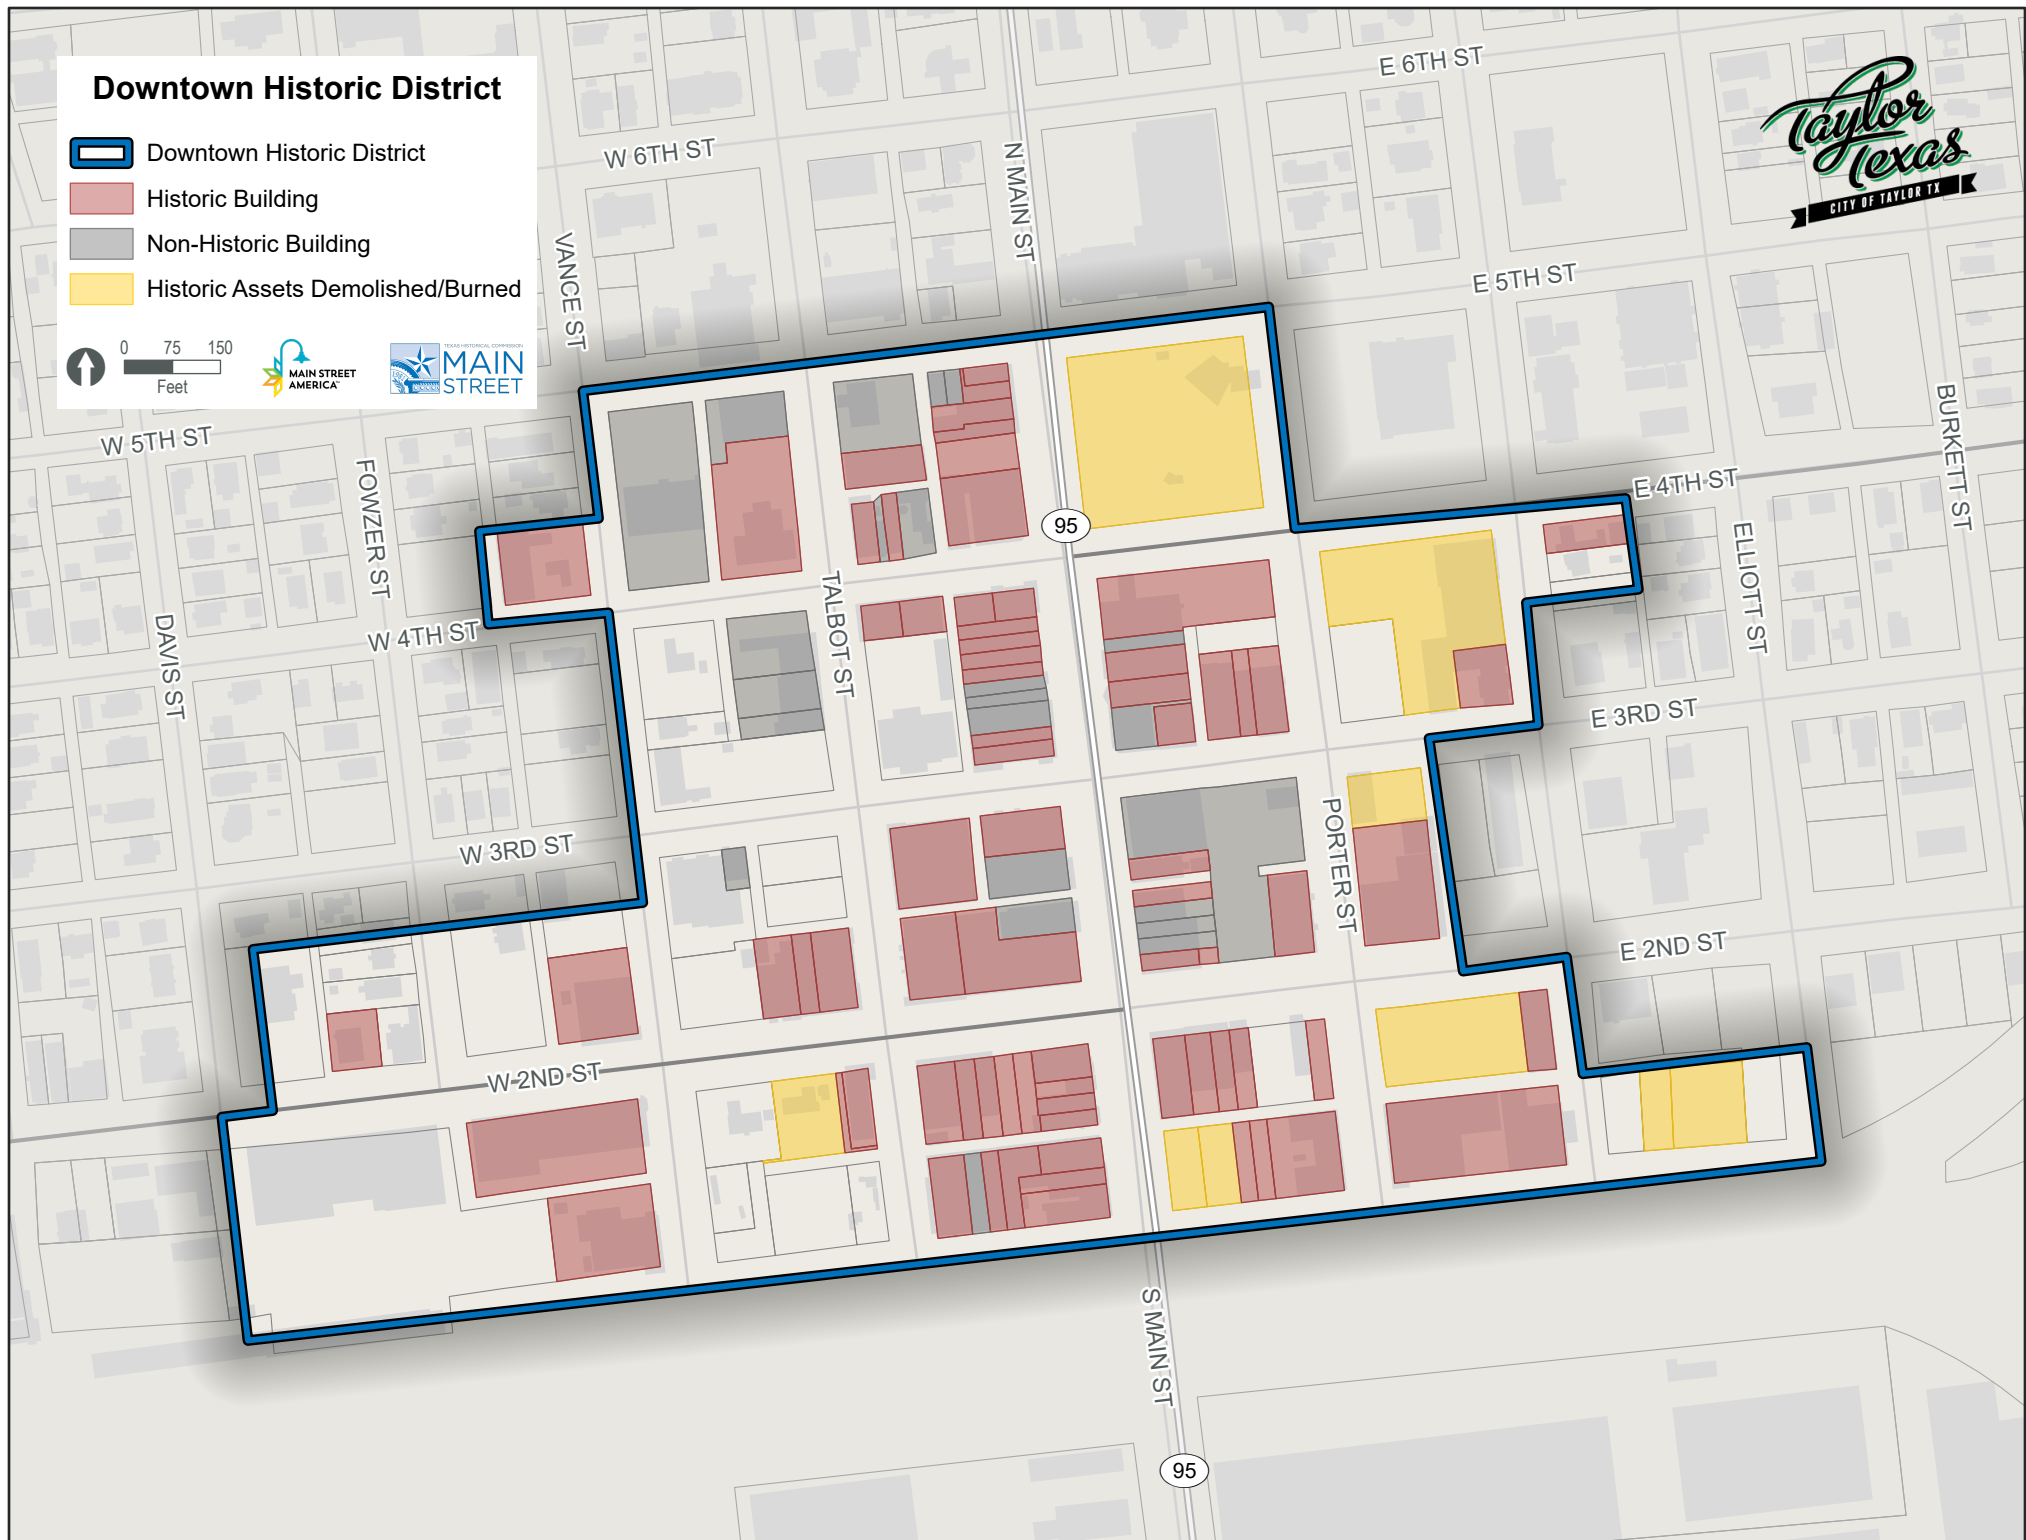 Downtown Historic District
Downtown Historic District
Historic Building
Non-Historic Building
Historic Assets Demolished/Burned
0 75 150
Feet
MAIN STREET
AMERICA
TEXAS HISTORICAL COMMISSION
MAIN
STREET
Taylor
Texas
CITY OF TAYLOR TX
E 6TH ST
W 6TH ST
N MAIN ST
VANCE ST
E 5TH ST
W 5TH ST
BURKETT ST
FOWZER ST
E 4TH ST
95
ELLIOTT ST
TALBOT ST
W 4TH ST
DAVIS ST
E 3RD ST
PORTER ST
W 3RD ST
E 2ND ST
W 2ND ST
S MAIN ST
95